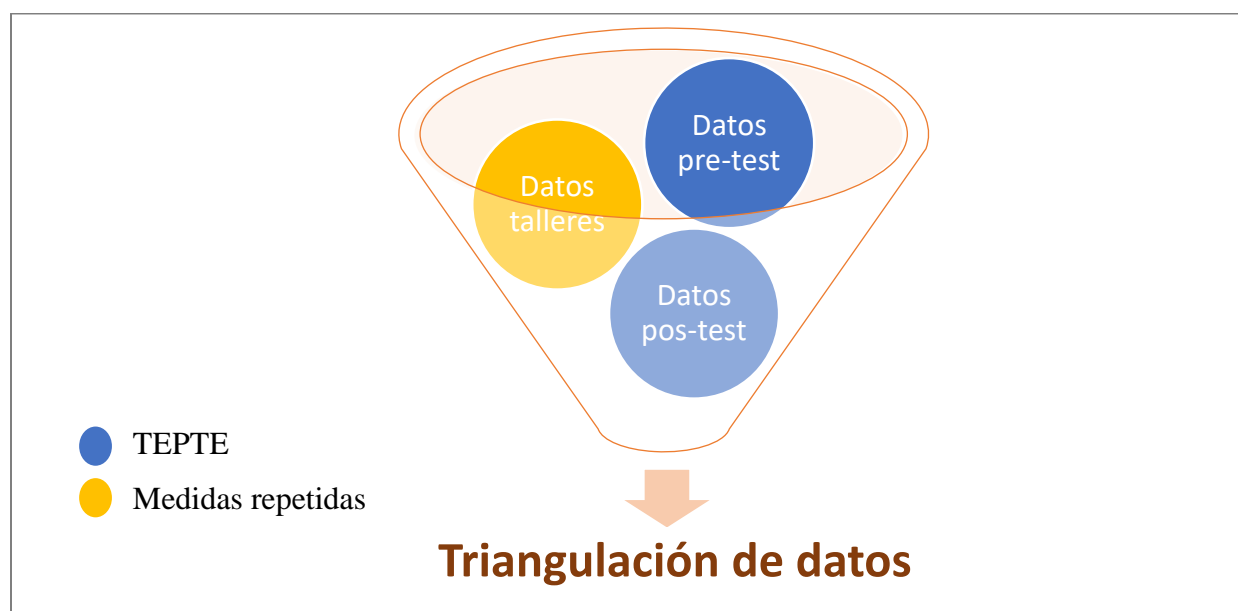 Datos
pre-test
Datos
talleres
Datos
pos-test
TEPTE
Medidas repetidas
Triangulación de datos